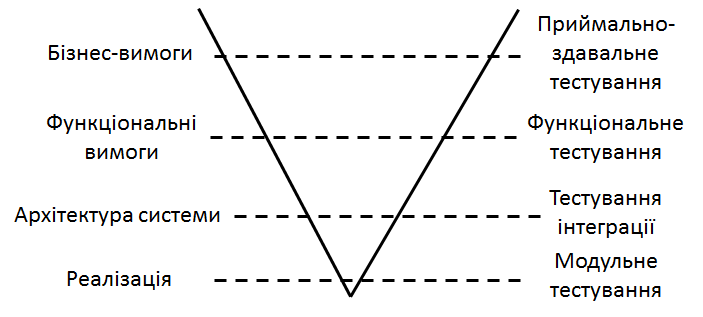 Бізнес-вимоги
Приймально-
здавальне
тестування
Функціональні
вимоги
Функціональне
тестування
Архітектура системи
Тестування
інтеграції
Реалізація
Модульне
тестування